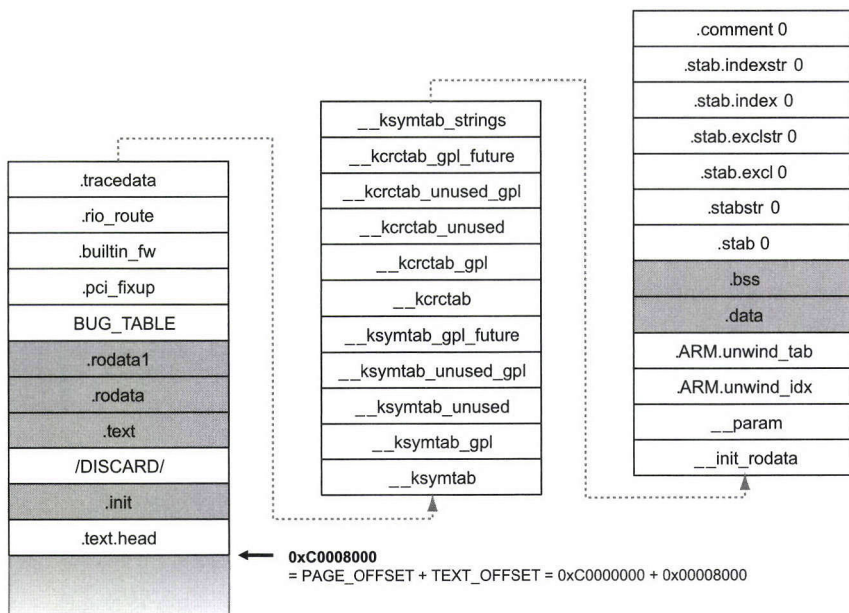 .tracedata
.rio_route
.builtin_fw
.pci_fixup
BUG_TABLE
.rodata1
.rodata
.text
/DISCARD/
.init
.text.head
__ksymtab_strings
__kcrctab_gpl_future
__kcrctab_unused_gpl
__kcrctab_unused
__kcrctab_gpl
__kcrctab
__ksymtab_gpl_future
__ksymtab_unused_gpl
__ksymtab_unused
__ksymtab_gpl
__ksymtab
.comment 0
.stab.indexstr 0
.stab.index 0
.stab.exclstr 0
.stab.excl 0
.stabstr 0
.stab 0
.bss
.data
.ARM.unwind_tab
.ARM.unwind_idx
__param
__init_rodata
0xC0008000
= PAGE_OFFSET + TEXT_OFFSET = 0xC0000000 + 0x00008000